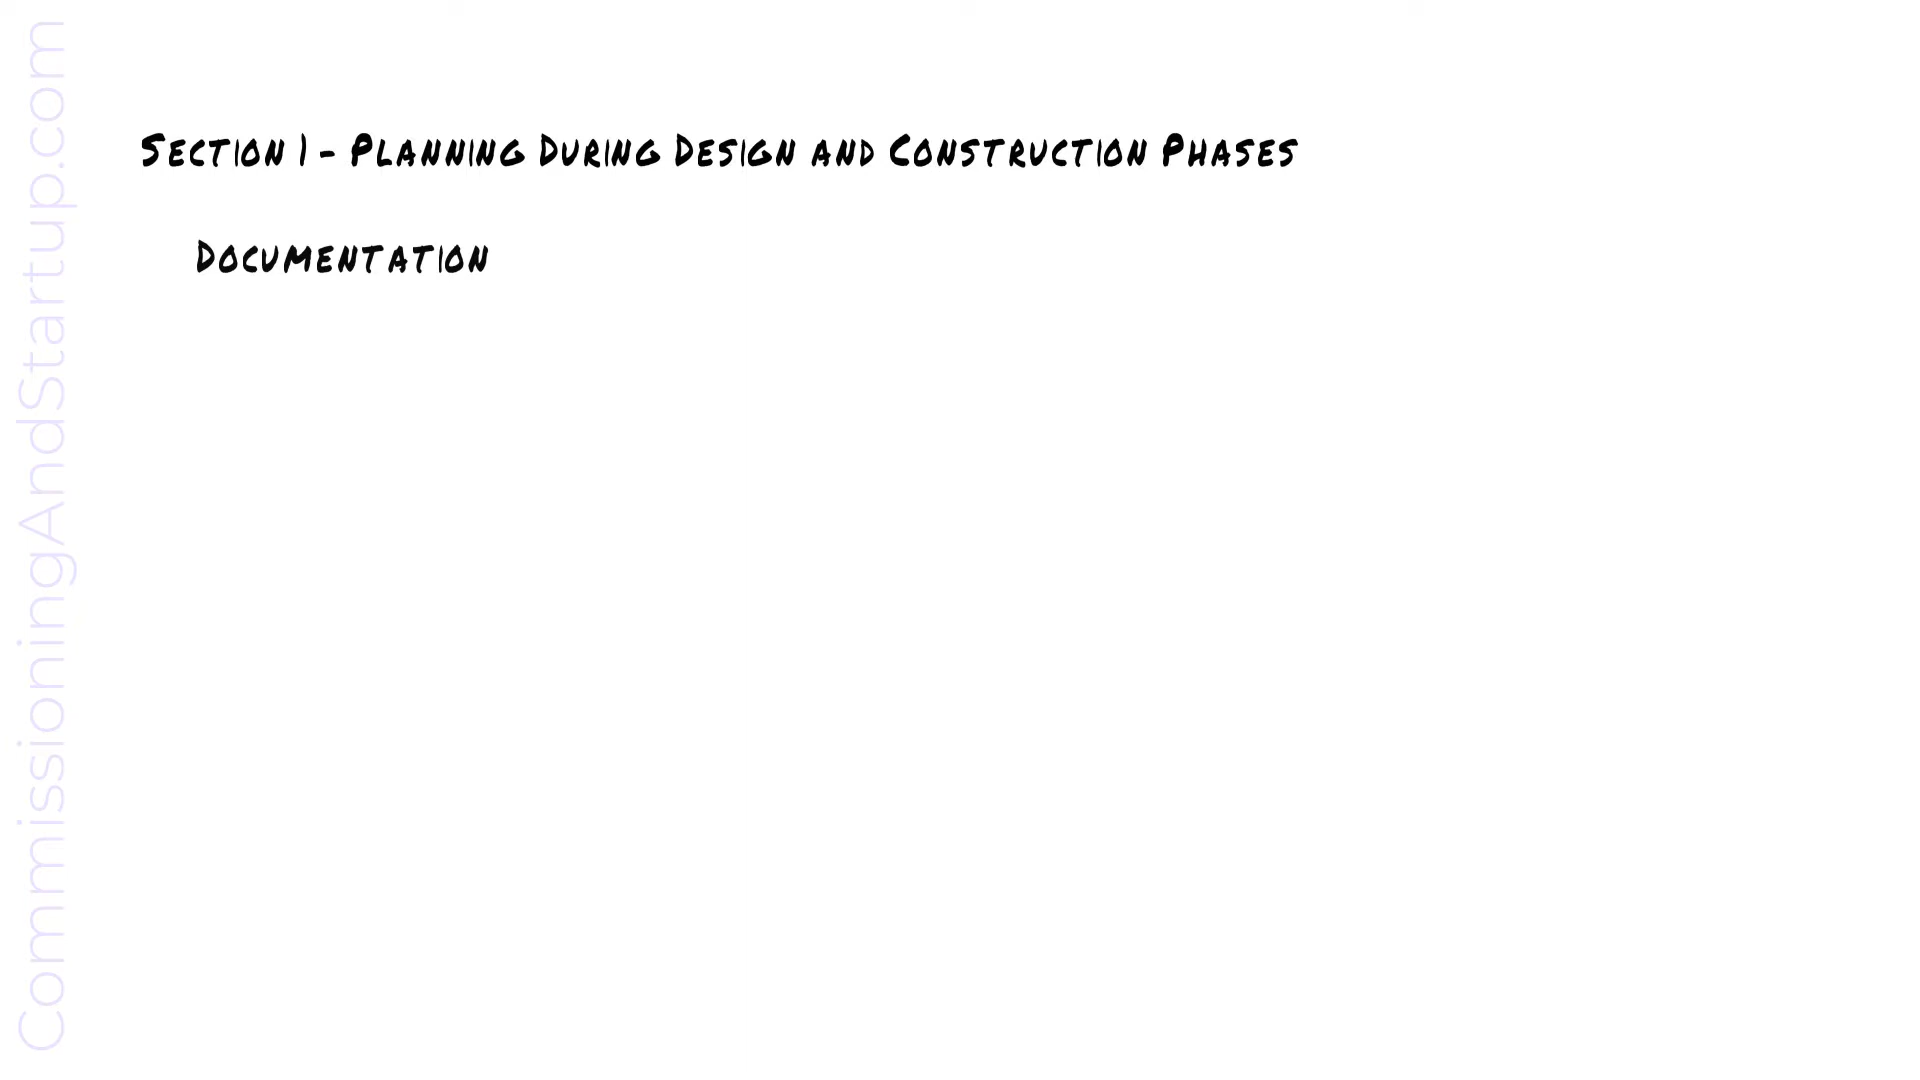 Section 1 - Planning During Design and Construction Phases
Documentation
CommissioningAndStartup.com